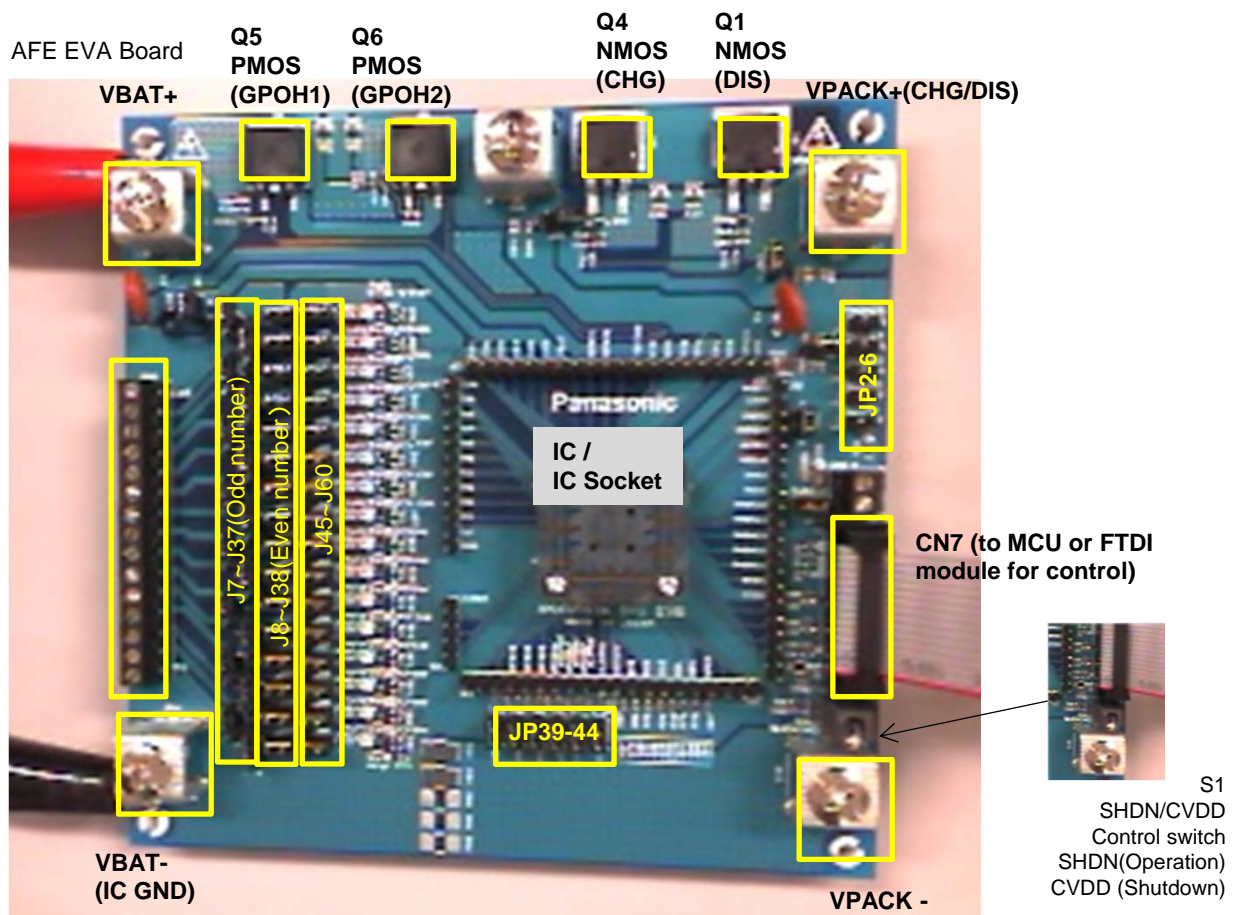 AFE EVA Board
Q5
PMOS
(GPOH1)
Q6
PMOS
(GPOH2)
Q4
NMOS
(CHG)
Q1
NMOS
(DIS)
VBAT+
VPACK+(CHG/DIS)
J7~J37(Odd number)
J8~J38(Even number )
J45~J60
Panasonic
IC /
IC Socket
JP2-6
CN7 (to MCU or FTDI
module for control)
JP39-44
S1
SHDN/CVDD
Control switch
SHDN(Operation)
CVDD (Shutdown)
VBAT-
(IC GND)
VPACK -